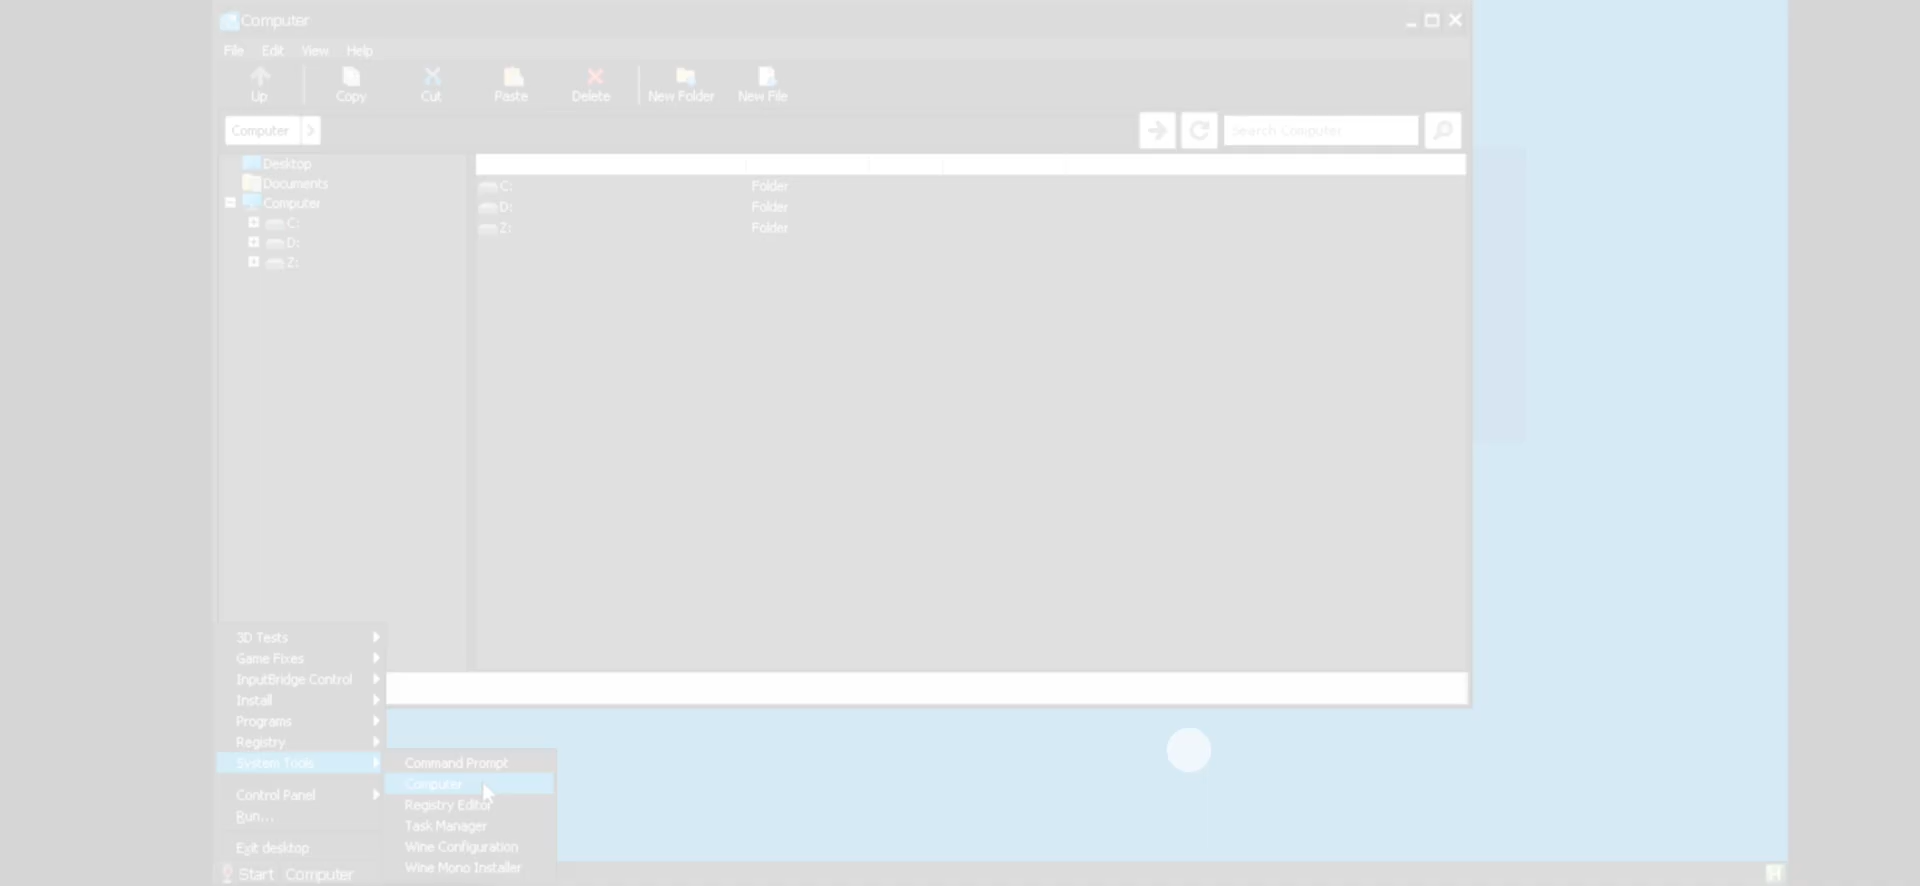 Computer
File Edit View Help
Up Copy Cut Paste Delete New Folder New File
Computer Search Computer
Desktop
Documents
Computer
C:
D:
Z:
C: Folder
D: Folder
Z: Folder
3D Tests
Game Fixes
InputBridge Control
Install
Programs
Registry
System Tools
Control Panel
Run...
Exit desktop
Command Prompt
Computer
Registry Editor
Task Manager
Wine Configuration
Wine Mono Installer
Start Computer